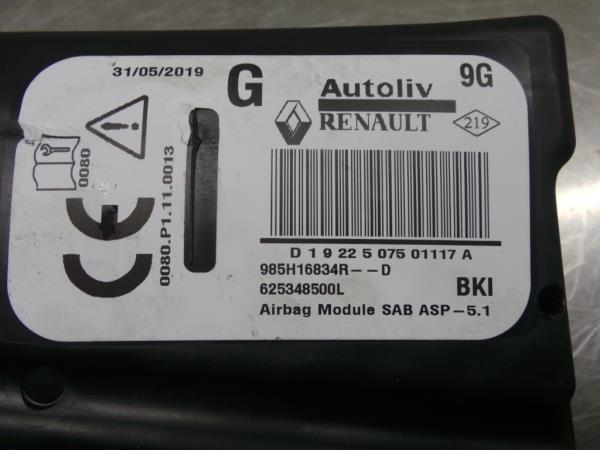 31/05/2019
G
Autoliv
9G
RENAULT
219
0080
0080.P1.11.0013
CE
D 1 9 22 5 075 01117 A
985H16834R--D
625348500L
BKI
Airbag Module SAB ASP-5.1